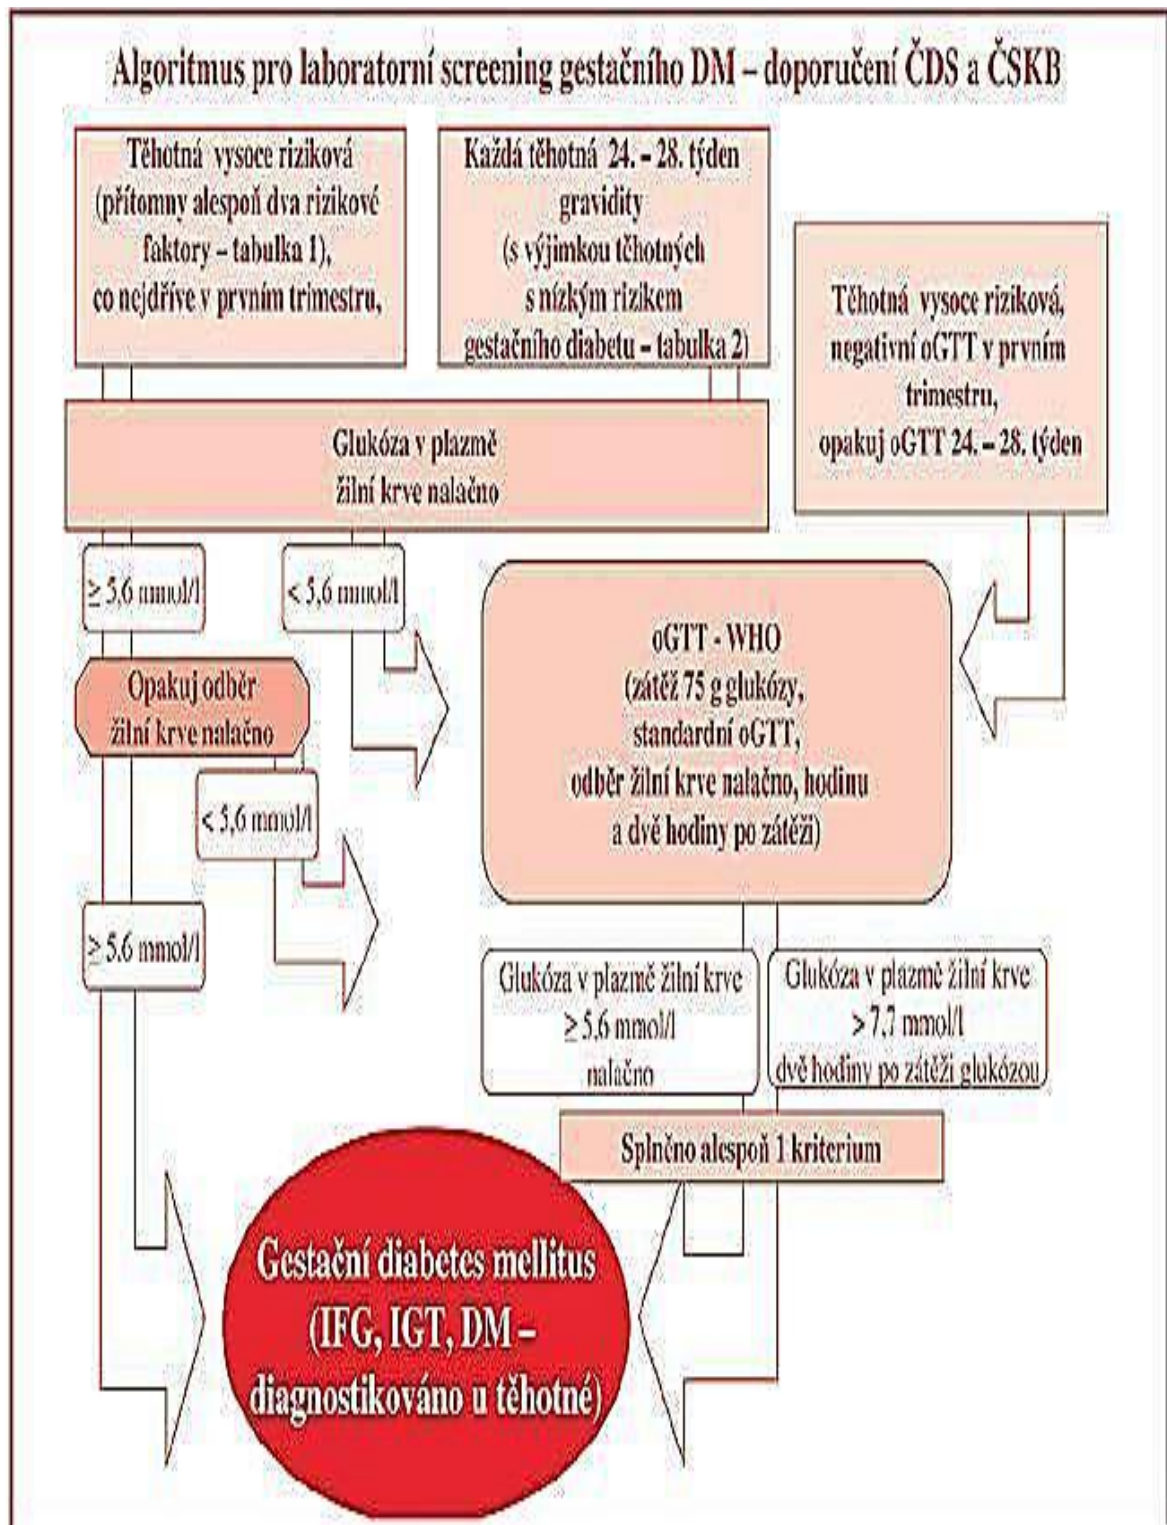 Algoritmus pro laboratorní screening gestačního DM – doporučení ČDS a ČSKB
Těhotná vysoce riziková
(přítomny alespoň dva rizikové
faktory – tabulka 1),
co nejdříve v prvním trimestru,
Každá těhotná 24. – 28. týden
gravidity
(s výjimkou těhotných
s nízkým rizikem
gestačního diabetu – tabulka 2)
Těhotná vysoce riziková,
negativní oGTT v prvním
trimestru,
opakuj oGTT 24. – 28. týden
Glukóza v plazmě
žilní krve nalačno
≥ 5,6 mmol/l
< 5,6 mmol/l
Opakuj odběr
žilní krve nalačno
< 5,6 mmol/l
≥ 5.6 mmol/l
oGTT - WHO
(zátěž 75 g glukózy,
standardní oGTT,
odběr žilní krve nalačno, hodinu
a dvě hodiny po zátěži)
Glukóza v plazmě žilní krve
≥ 5,6 mmol/l
nalačno
Glukóza v plazmě žilní krve
> 7,7 mmol/l
dvě hodiny po zátěži glukózou
Splněno alespoň 1 kriterium
Gestační diabetes mellitus
(IFG, IGT, DM –
diagnostikováno u těhotné)